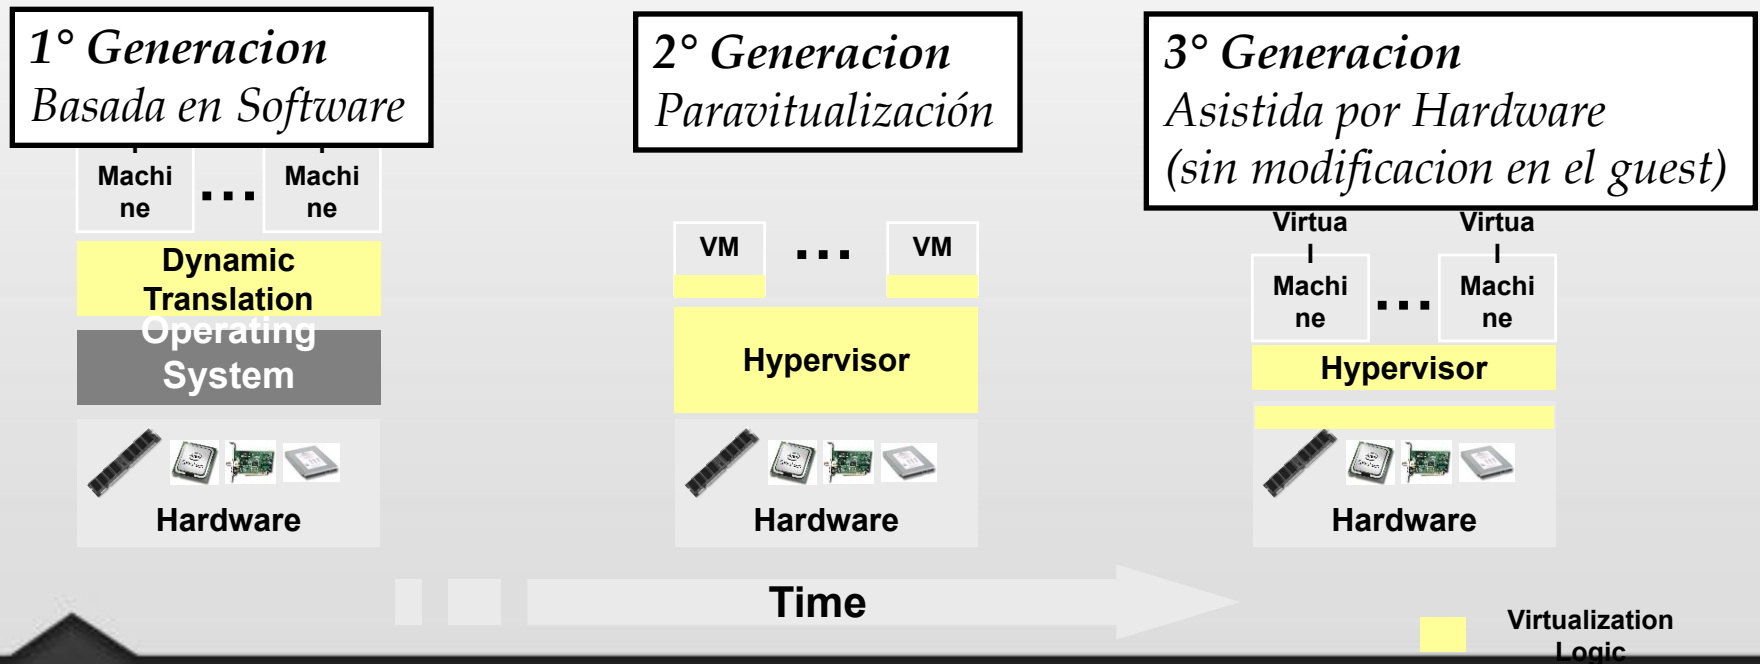 1° Generacion
Basada en Software
Machi
ne
...
Machi
ne
Dynamic
Translation
Operating
System
Hardware
2° Generacion
Paravitualización
VM
...
VM
Hypervisor
Hardware
3° Generacion
Asistida por Hardware
(sin modificacion en el guest)
Virtua
l
Machi
ne
...
Virtua
l
Machi
ne
Hypervisor
Hardware
Time
Virtualization
Logic